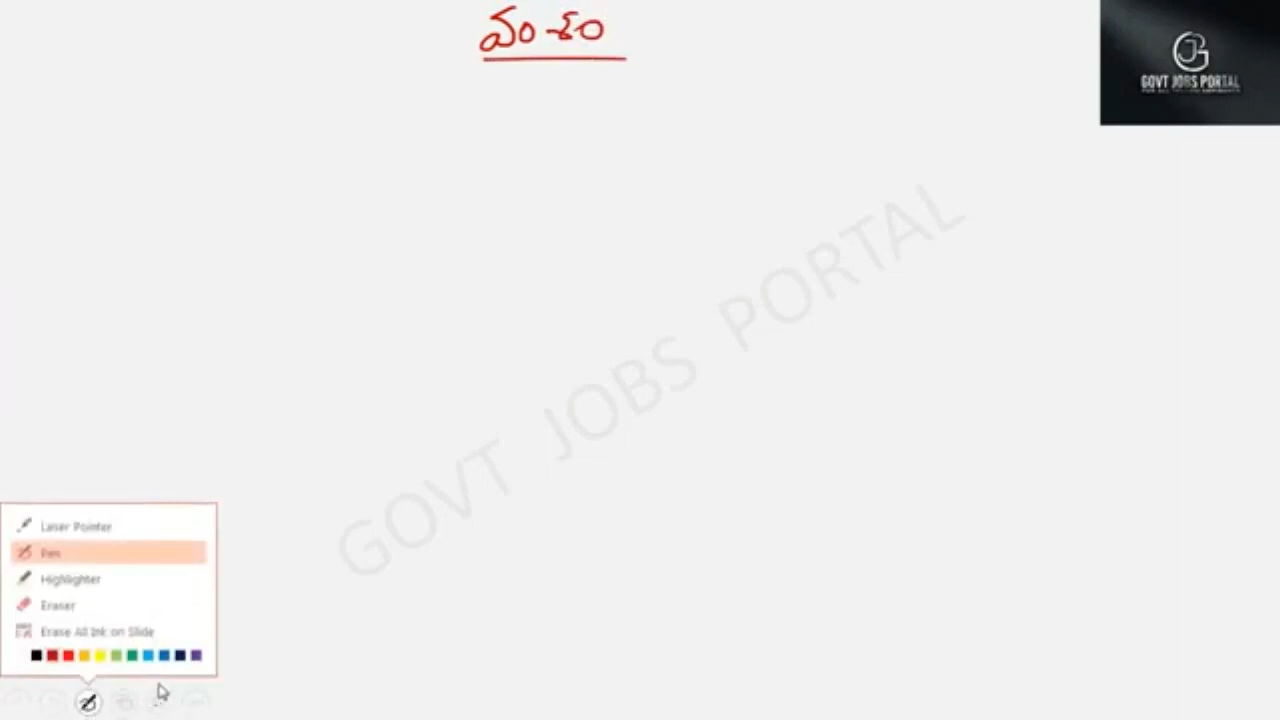 వంశం
GOVT JOBS PORTAL
GOVT JOBS PORTAL
Laser Pointer
Pen
Highlighter
Eraser
Erase All Ink on Slide